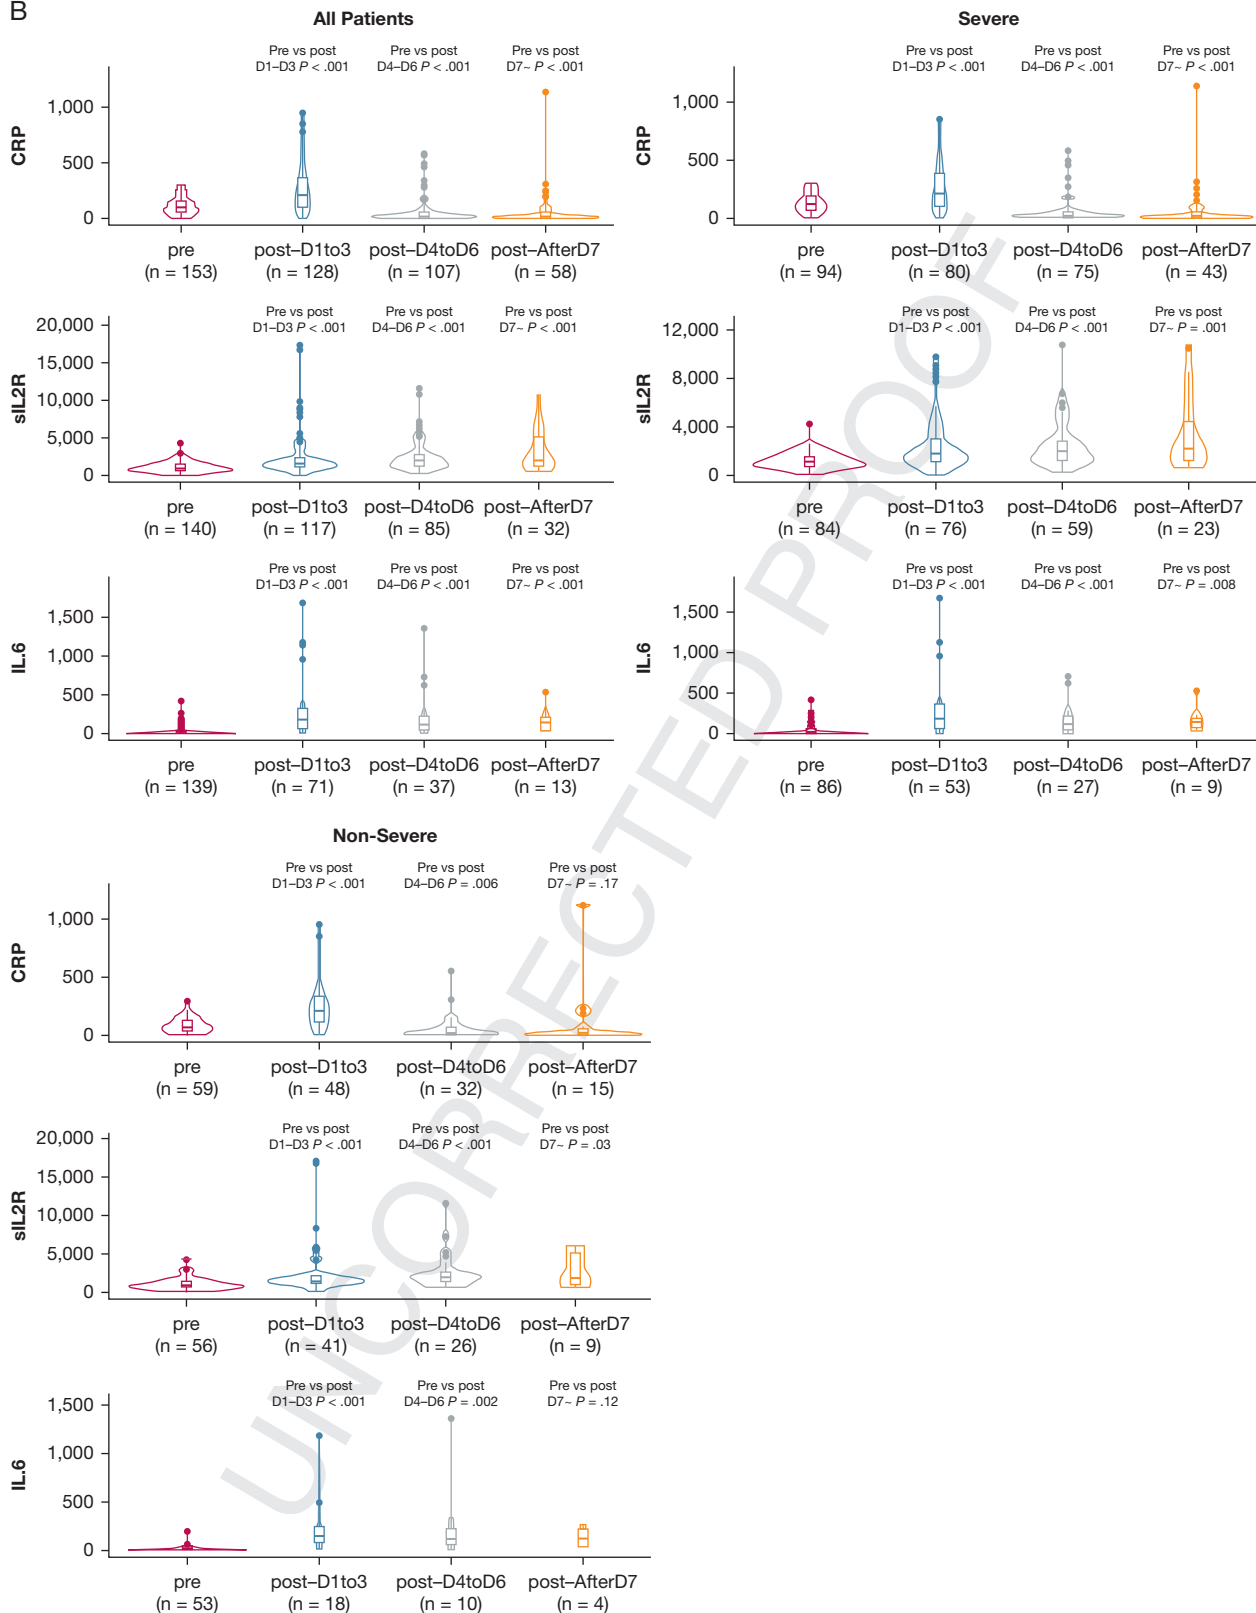 B
All Patients
Pre vs post
D1–D3 P < .001
Pre vs post
D4–D6 P < .001
Pre vs post
D7~ P < .001
CRP
1,000
500
0
pre
(n = 153)
post–D1to3
(n = 128)
post–D4toD6
(n = 107)
post–AfterD7
(n = 58)
Pre vs post
D1–D3 P < .001
Pre vs post
D4–D6 P < .001
Pre vs post
D7~ P < .001
sIL2R
20,000
15,000
10,000
5,000
0
pre
(n = 140)
post–D1to3
(n = 117)
post–D4toD6
(n = 85)
post–AfterD7
(n = 32)
Pre vs post
D1–D3 P < .001
Pre vs post
D4–D6 P < .001
Pre vs post
D7~ P < .001
IL.6
1,500
1,000
500
0
pre
(n = 139)
post–D1to3
(n = 71)
post–D4toD6
(n = 37)
post–AfterD7
(n = 13)
Severe
Pre vs post
D1–D3 P < .001
Pre vs post
D4–D6 P < .001
Pre vs post
D7~ P < .001
CRP
1,000
500
0
pre
(n = 94)
post–D1to3
(n = 80)
post–D4toD6
(n = 75)
post–AfterD7
(n = 43)
Pre vs post
D1–D3 P < .001
Pre vs post
D4–D6 P < .001
Pre vs post
D7~ P = .001
sIL2R
12,000
8,000
4,000
0
pre
(n = 84)
post–D1to3
(n = 76)
post–D4toD6
(n = 59)
post–AfterD7
(n = 23)
Pre vs post
D1–D3 P < .001
Pre vs post
D4–D6 P < .001
Pre vs post
D7~ P = .008
IL.6
1,500
1,000
500
0
pre
(n = 86)
post–D1to3
(n = 53)
post–D4toD6
(n = 27)
post–AfterD7
(n = 9)
Non-Severe
Pre vs post
D1–D3 P < .001
Pre vs post
D4–D6 P = .006
Pre vs post
D7~ P = .17
CRP
1,000
500
0
pre
(n = 59)
post–D1to3
(n = 48)
post–D4toD6
(n = 32)
post–AfterD7
(n = 15)
Pre vs post
D1–D3 P < .001
Pre vs post
D4–D6 P < .001
Pre vs post
D7~ P = .03
sIL2R
20,000
15,000
10,000
5,000
0
pre
(n = 56)
post–D1to3
(n = 41)
post–D4toD6
(n = 26)
post–AfterD7
(n = 9)
Pre vs post
D1–D3 P < .001
Pre vs post
D4–D6 P = .002
Pre vs post
D7~ P = .12
IL.6
1,500
1,000
500
0
pre
(n = 53)
post–D1to3
(n = 18)
post–D4toD6
(n = 10)
post–AfterD7
(n = 4)
UNCORRECTED PROOF